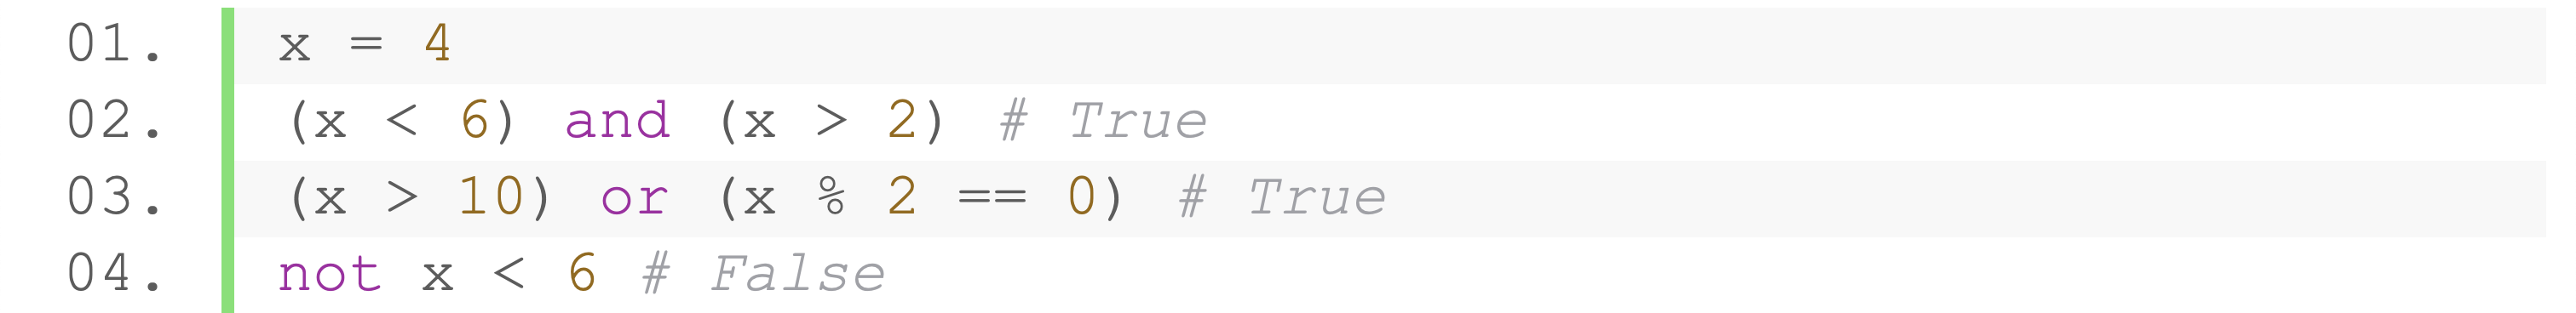 01. x = 4
02. (x < 6) and (x > 2) # True
03. (x > 10) or (x % 2 == 0) # True
04. not x < 6 # False